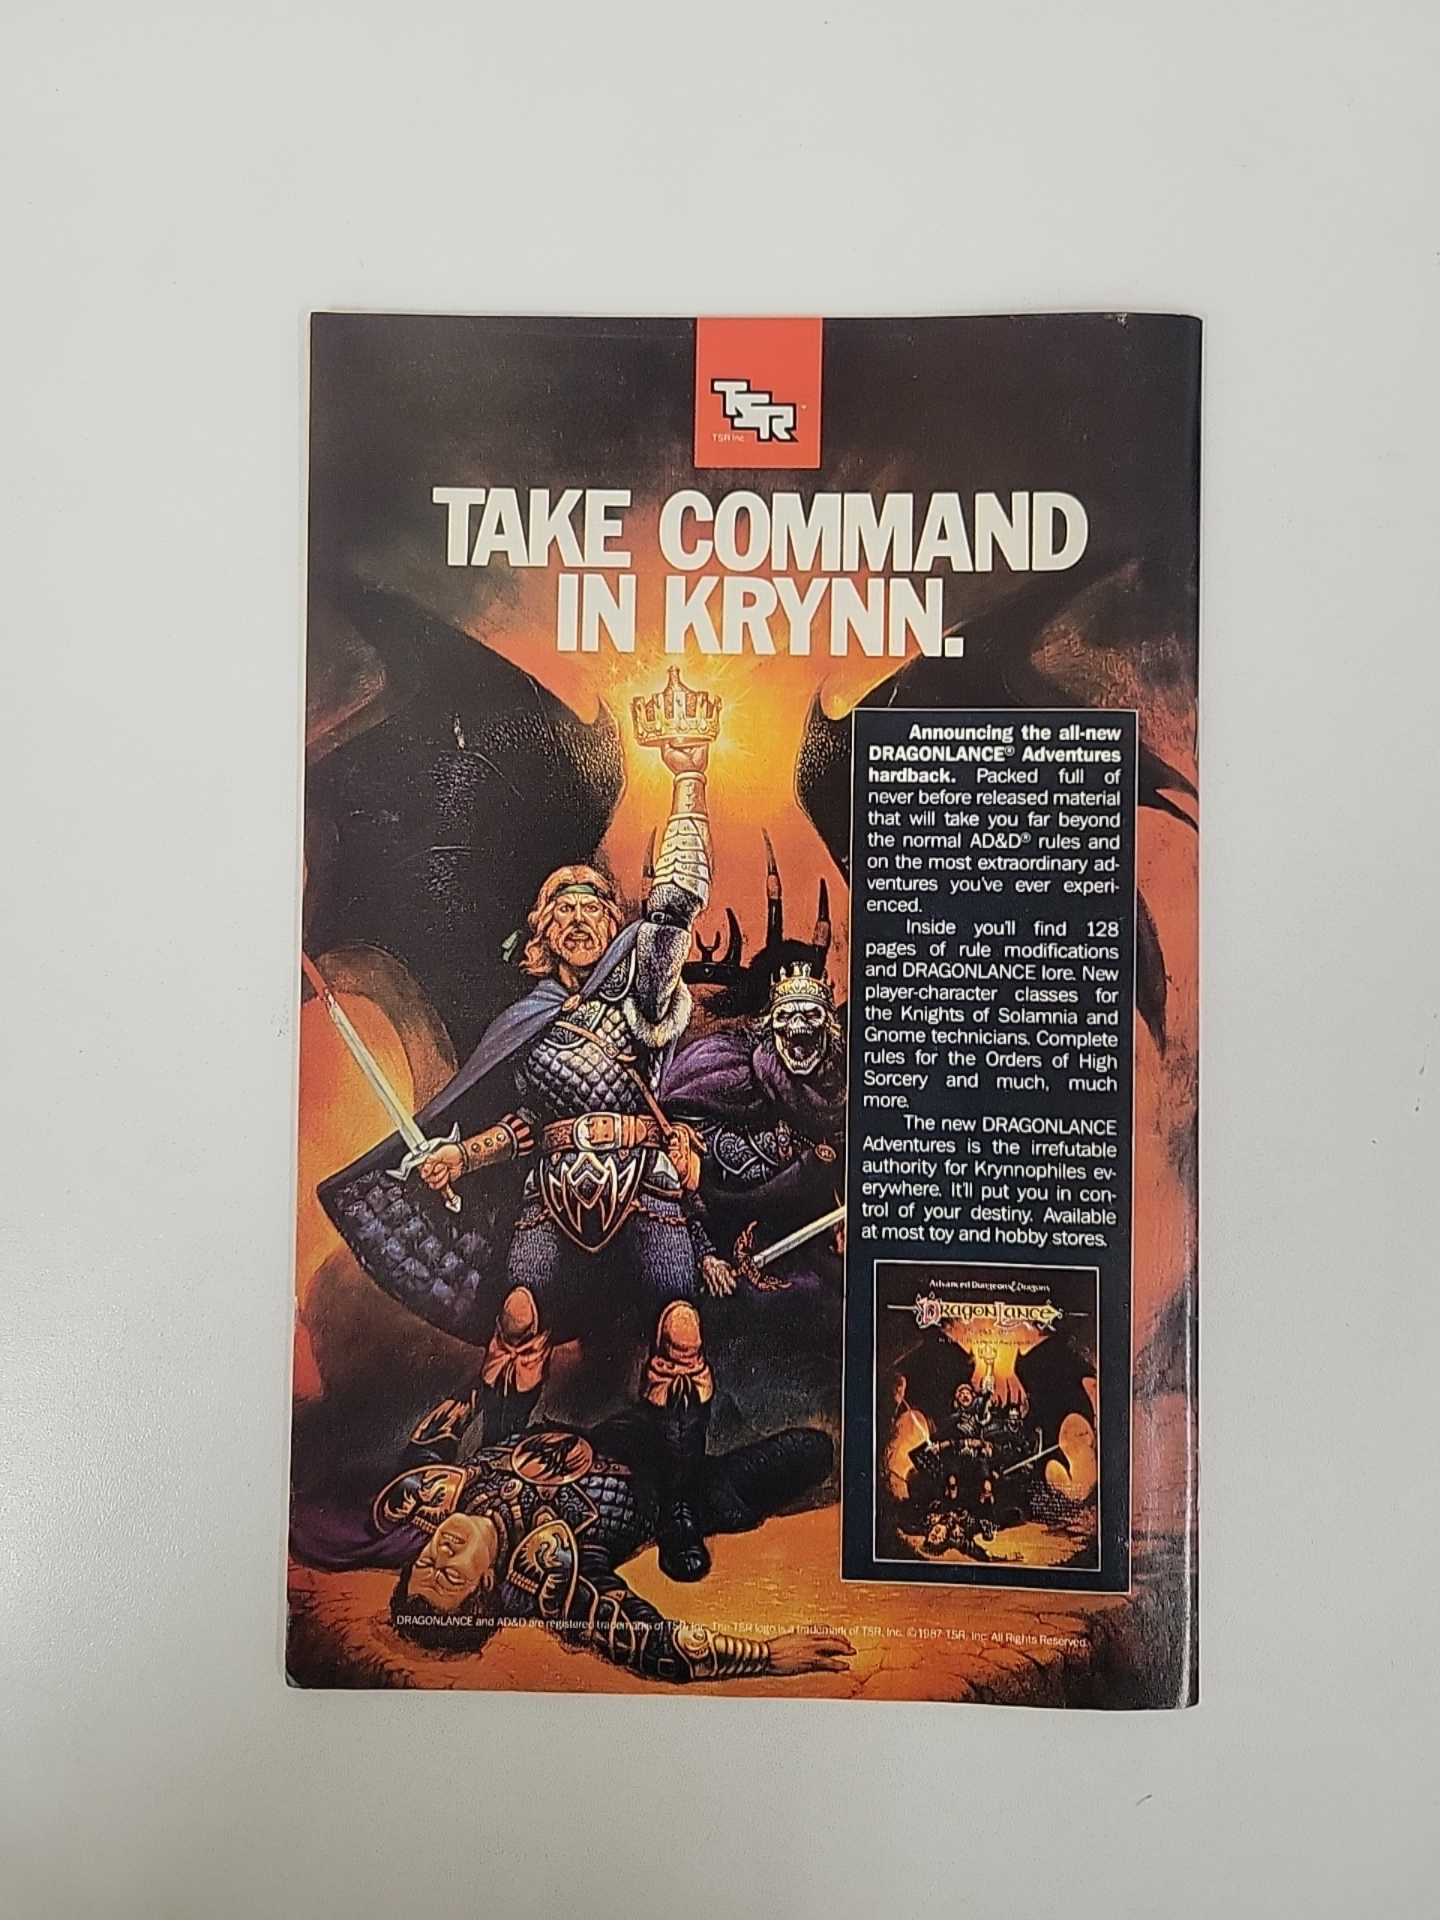 TSR™
TSR Inc
TAKE COMMAND
IN KRYNN.
Announcing the all-new
DRAGONLANCE® Adventures
hardback. Packed full of
never before released material
that will take you far beyond
the normal AD&D® rules and
on the most extraordinary ad-
ventures you've ever experi-
enced.
Inside you'll find 128
pages of rule modifications
and DRAGONLANCE lore. New
player-character classes for
the Knights of Solamnia and
Gnome technicians. Complete
rules for the Orders of High
Sorcery and much, much
more.
The new DRAGONLANCE
Adventures is the irrefutable
authority for Krynnophiles ev-
erywhere. It'll put you in con-
trol of your destiny. Available
at most toy and hobby stores.
Advanced Dungeons & Dragons
DRAGONLANCE
DRAGONLANCE and AD&D are registered trademarks of TSR, Inc. The TSR logo is a trademark of TSR, Inc. ©1987 TSR, Inc. All Rights Reserved.